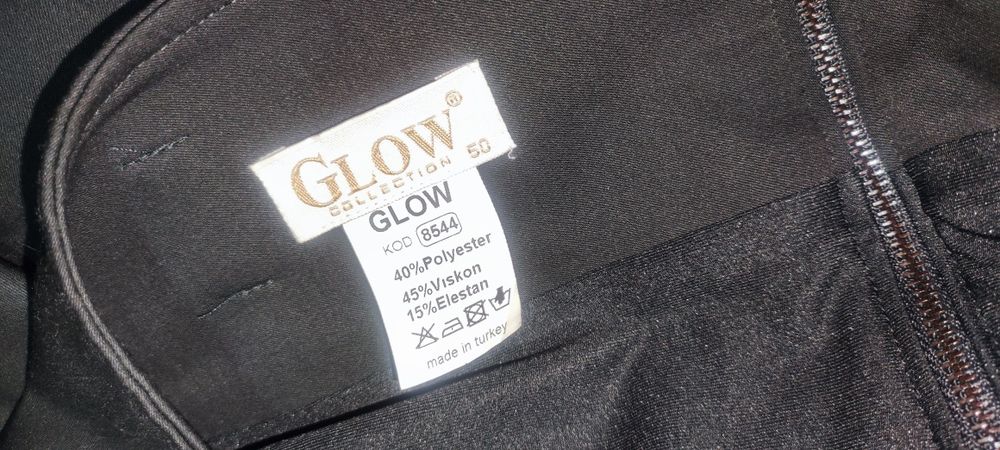 GLOW®
COLLECTION 50
GLOW
KOD 8544
40%Polyester
45%Viskon
15%Elestan
made in turkey